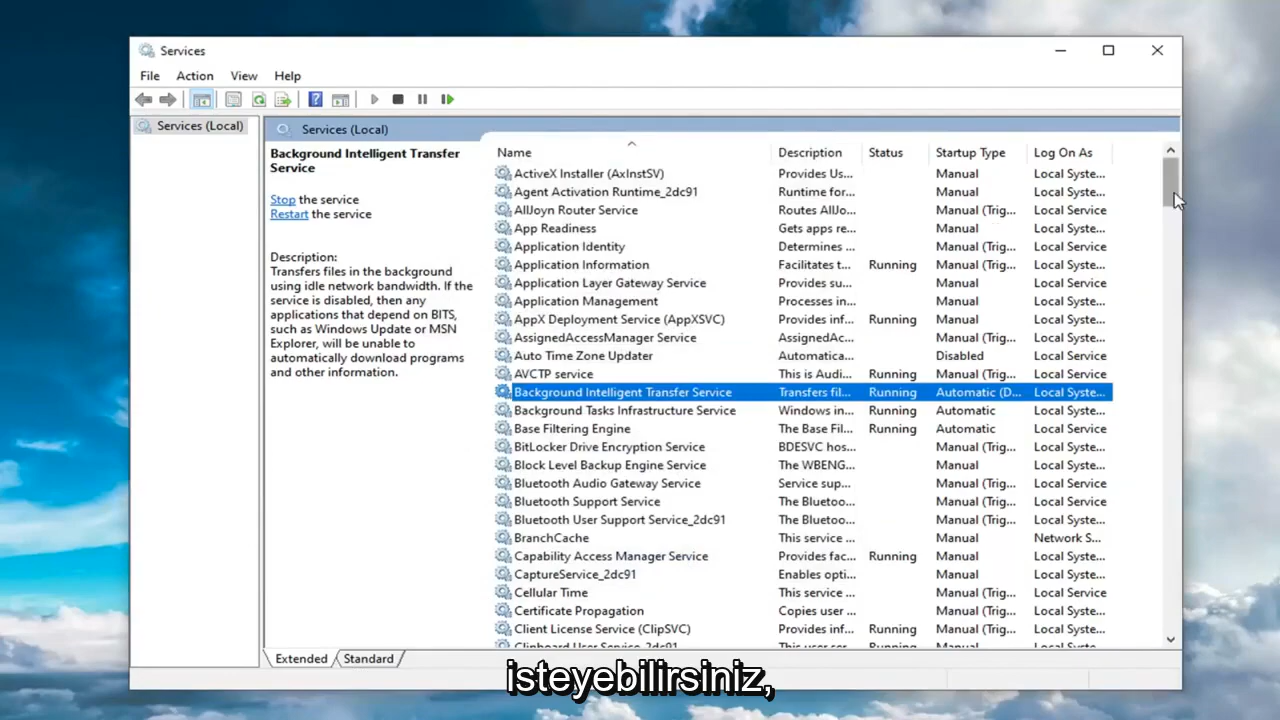 Services
File Action View Help
Services (Local)
Services (Local)
Background Intelligent Transfer
Service
Stop the service
Restart the service
Description:
Transfers files in the background
using idle network bandwidth. If the
service is disabled, then any
applications that depend on BITS,
such as Windows Update or MSN
Explorer, will be unable to
automatically download programs
and other information.
Name Description Status Startup Type Log On As
ActiveX Installer (AxInstSV) Provides Us... Manual Local Syste...
Agent Activation Runtime_2dc91 Runtime for... Manual Local Syste...
AllJoyn Router Service Routes AllJo... Manual (Trig... Local Service
App Readiness Gets apps re... Manual Local Syste...
Application Identity Determines ... Manual (Trig... Local Service
Application Information Facilitates t... Running Manual (Trig... Local Syste...
Application Layer Gateway Service Provides su... Manual Local Service
Application Management Processes in... Manual Local Syste...
AppX Deployment Service (AppXSVC) Provides inf... Running Manual Local Syste...
AssignedAccessManager Service AssignedAc... Manual (Trig... Local Syste...
Auto Time Zone Updater Automatica... Disabled Local Service
AVCTP service This is Audi... Running Manual (Trig... Local Service
Background Intelligent Transfer Service Transfers fil... Running Automatic (D... Local Syste...
Background Tasks Infrastructure Service Windows in... Running Automatic Local Syste...
Base Filtering Engine The Base Fil... Running Automatic Local Service
BitLocker Drive Encryption Service BDESVC hos... Manual (Trig... Local Syste...
Block Level Backup Engine Service The WBENG... Manual Local Syste...
Bluetooth Audio Gateway Service Service sup... Manual (Trig... Local Service
Bluetooth Support Service The Bluetoo... Manual (Trig... Local Service
Bluetooth User Support Service_2dc91 The Bluetoo... Manual (Trig... Local Syste...
BranchCache This service ... Manual Network S...
Capability Access Manager Service Provides fac... Running Manual Local Syste...
CaptureService_2dc91 Enables opti... Manual Local Syste...
Cellular Time This service ... Manual (Trig... Local Service
Certificate Propagation Copies user ... Manual (Trig... Local Syste...
Client License Service (ClipSVC) Provides inf... Running Manual (Trig... Local Syste...
Clipboard User Service_2dc91 This user ser... Running Manual Local Syste...
Extended Standard
isteyebilirsiniz,